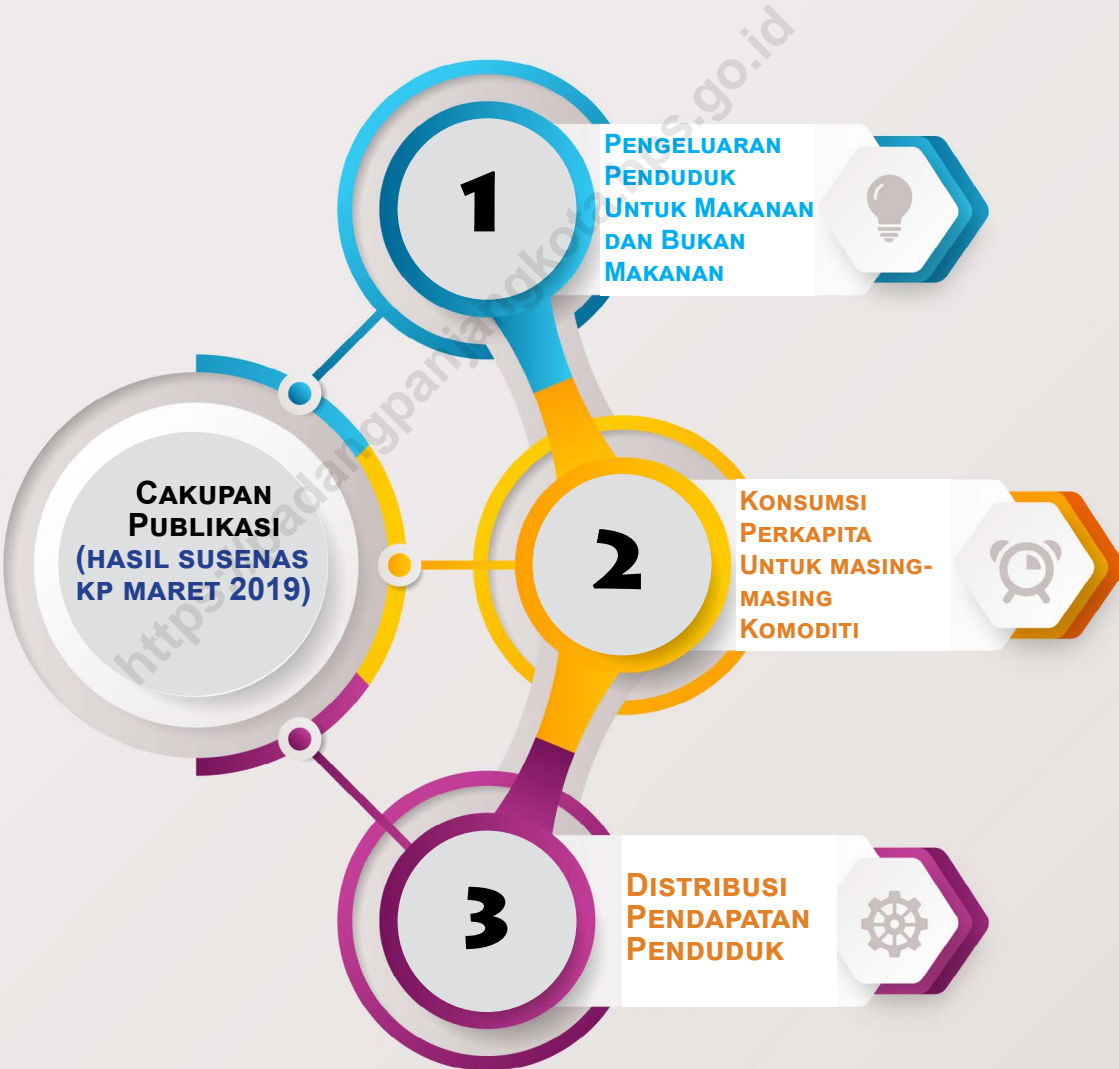 CAKUPAN
PUBLIKASI
(HASIL SUSENAS
KP MARET 2019)
1
PENGELUARAN
PENDUDUK
UNTUK MAKANAN
DAN BUKAN
MAKANAN
2
KONSUMSI
PERKAPITA
UNTUK MASING-
MASING
KOMODITI
3
DISTRIBUSI
PENDAPATAN
PENDUDUK
https://padangpanjangkota.bps.go.id